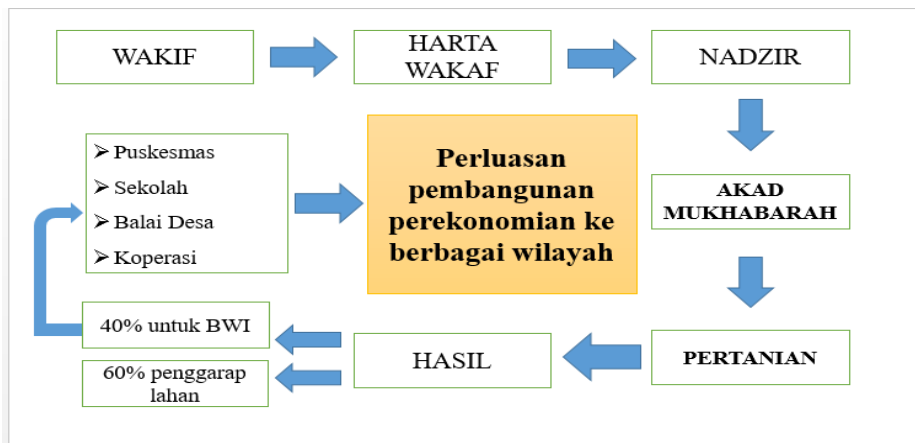 WAKIF
HARTA
WAKAF
NADZIR
➢ Puskesmas
➢ Sekolah
➢ Balai Desa
➢ Koperasi
Perluasan
pembangunan
perekonomian ke
berbagai wilayah
AKAD
MUKHABARAH
40% untuk BWI
60% penggarap
lahan
HASIL
PERTANIAN